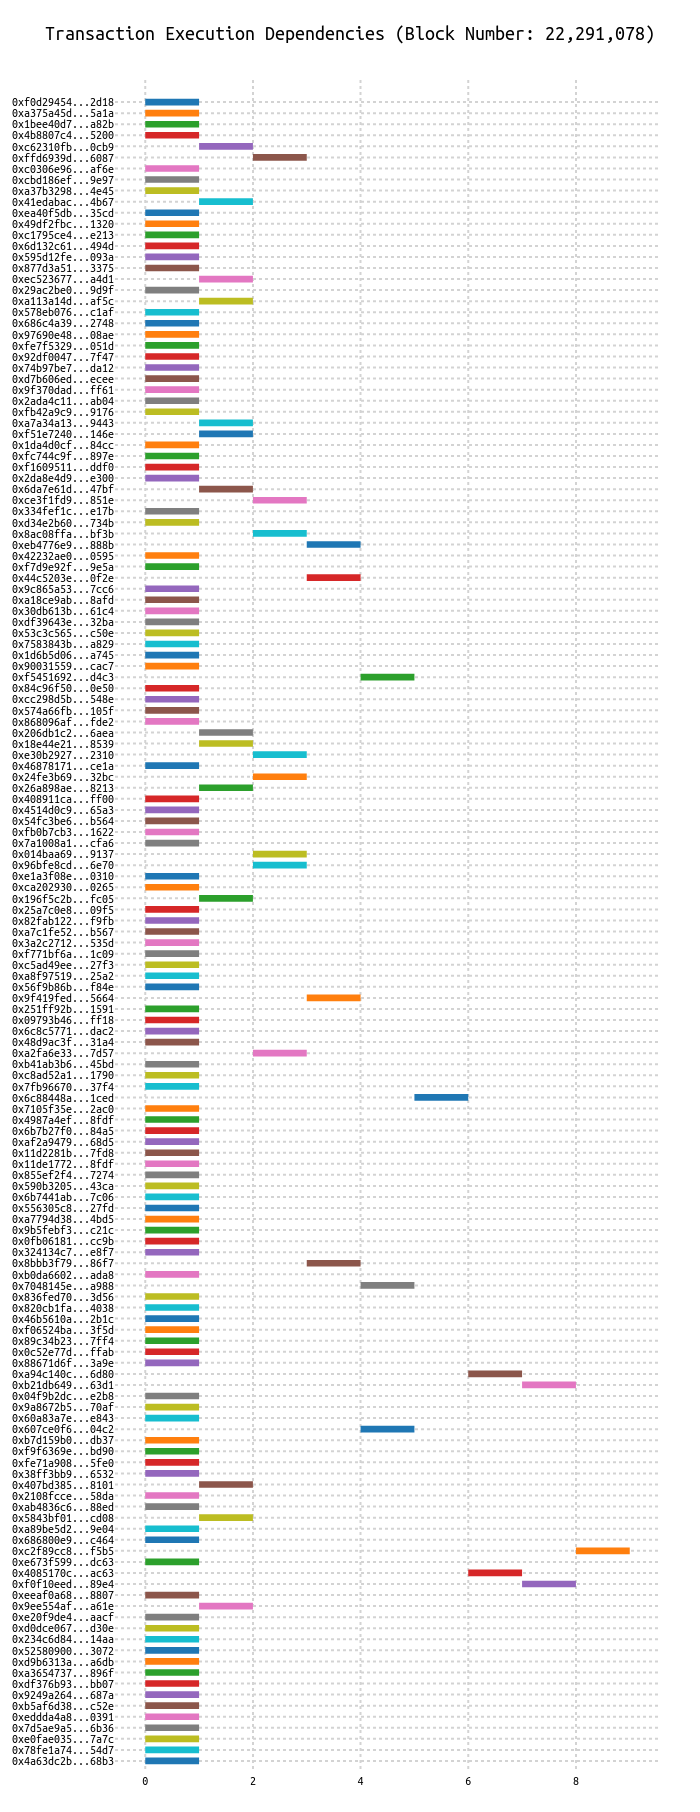 Transaction Execution Dependencies (Block Number: 22,291,078)
0xf0d29454...2d18
0xa375a45d...5a1a
0x1bee40d7...a82b
0x4b8807c4...5200
0xc62310fb...0cb9
0xffd6939d...6087
0xc0306e96...af6e
0xcbd186ef...9e97
0xa37b3298...4e45
0x41edabac...4b67
0xea40f5db...35cd
0x49df2fbc...1320
0xc1795ce4...e213
0x6d132c61...494d
0x595d12fe...093a
0x877d3a51...3375
0xec523677...a4d1
0x29ac2be0...9d9f
0xa113a14d...af5c
0x578eb076...c1af
0x686c4a39...2748
0x97690e48...08ae
0xfe7f5329...051d
0x92df0047...7f47
0x74b97be7...da12
0xd7b606ed...ecee
0x9f370dad...ff61
0x2ada4c11...ab04
0xfb42a9c9...9176
0xa7a34a13...9443
0xf51e7240...146e
0x1da4d0cf...84cc
0xfc744c9f...897e
0xf1609511...ddf0
0x2da8e4d9...e300
0x6da7e61d...47bf
0xce3f1fd9...851e
0x334fef1c...e17b
0xd34e2b60...734b
0x8ac08ffa...bf3b
0xeb4776e9...888b
0x42232ae0...0595
0xf7d9e92f...9e5a
0x44c5203e...0f2e
0x9c865a53...7cc6
0xa18ce9ab...8afd
0x30db613b...61c4
0xdf39643e...32ba
0x53c3c565...c50e
0x7583843b...a829
0x1d6b5d06...a745
0x90031559...cac7
0xf5451692...d4c3
0x84c96f50...0e50
0xcc298d5b...548e
0x574a66fb...105f
0x868096af...fde2
0x206db1c2...6aea
0x18e44e21...8539
0xe30b2927...2310
0x46878171...ce1a
0x24fe3b69...32bc
0x26a898ae...8213
0x408911ca...ff00
0x4514d0c9...65a3
0x54fc3be6...b564
0xfb0b7cb3...1622
0x7a1008a1...cfa6
0x014baa69...9137
0x96bfe8cd...6e70
0xe1a3f08e...0310
0xca202930...0265
0x196f5c2b...fc05
0x25a7c0e8...09f5
0x82fab122...f9fb
0xa7c1fe52...b567
0x3a2c2712...535d
0xf771bf6a...1c09
0xc5ad49ee...27f3
0xa8f97519...25a2
0x56f9b86b...f84e
0x9f419fed...5664
0x251ff92b...1591
0x09793b46...ff18
0x6c8c5771...dac2
0x48d9ac3f...31a4
0xa2fa6e33...7d57
0xb41ab3b6...45bd
0xc8ad52a1...1790
0x7fb96670...37f4
0x6c88448a...1ced
0x7105f35e...2ac0
0x4987a4ef...8fdf
0x6b7b27f0...84a5
0xaf2a9479...68d5
0x11d2281b...7fd8
0x11de1772...8fdf
0x855ef2f4...7274
0x590b3205...43ca
0x6b7441ab...7c06
0x556305c8...27fd
0xa7794d38...4bd5
0x9b5febf3...c21c
0x0fb06181...cc9b
0x324134c7...e8f7
0x8bbb3f79...86f7
0xb0da6602...ada8
0x7048145e...a988
0x836fed70...3d56
0x820cb1fa...4038
0x46b5610a...2b1c
0xf06524ba...3f5d
0x89c34b23...7ff4
0x0c52e77d...ffab
0x88671d6f...3a9e
0xa94c140c...6d80
0xb21db649...63d1
0x04f9b2dc...e2b8
0x9a8672b5...70af
0x60a83a7e...e843
0x607ce0f6...04c2
0xb7d159b0...db37
0xf9f6369e...bd90
0xfe71a908...5fe0
0x38ff3bb9...6532
0x407bd385...8101
0x2108fcce...58da
0xab4836c6...88ed
0x5843bf01...cd08
0xa89be5d2...9e04
0x686800e9...c464
0xc2f89cc8...f5b5
0xe673f599...dc63
0x4085170c...ac63
0xf0f10eed...89e4
0xeeaf0a68...8807
0x9ee554af...a61e
0xe20f9de4...aacf
0xd0dce067...d30e
0x234c6d84...14aa
0x52580900...3072
0xd9b6313a...a6db
0xa3654737...896f
0xdf376b93...bb07
0x9249a264...687a
0xb5af6d38...c52e
0xeddda4a8...0391
0x7d5ae9a5...6b36
0xe0fae035...7a7c
0x78fe1a74...54d7
0x4a63dc2b...68b3
0 2 4 6 8